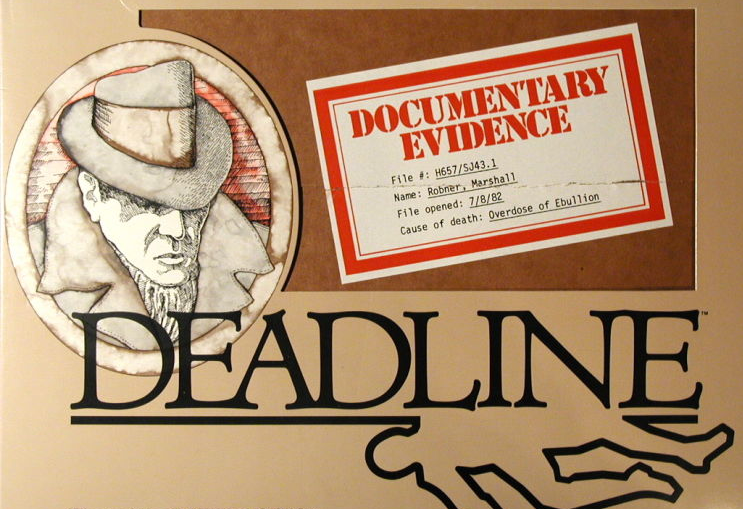 DOCUMENTARY
EVIDENCE
File #: H657/SJ43.1
Name: Robner, Marshall
File opened: 7/8/82
Cause of death: Overdose of Ebullion
DEADLINE™